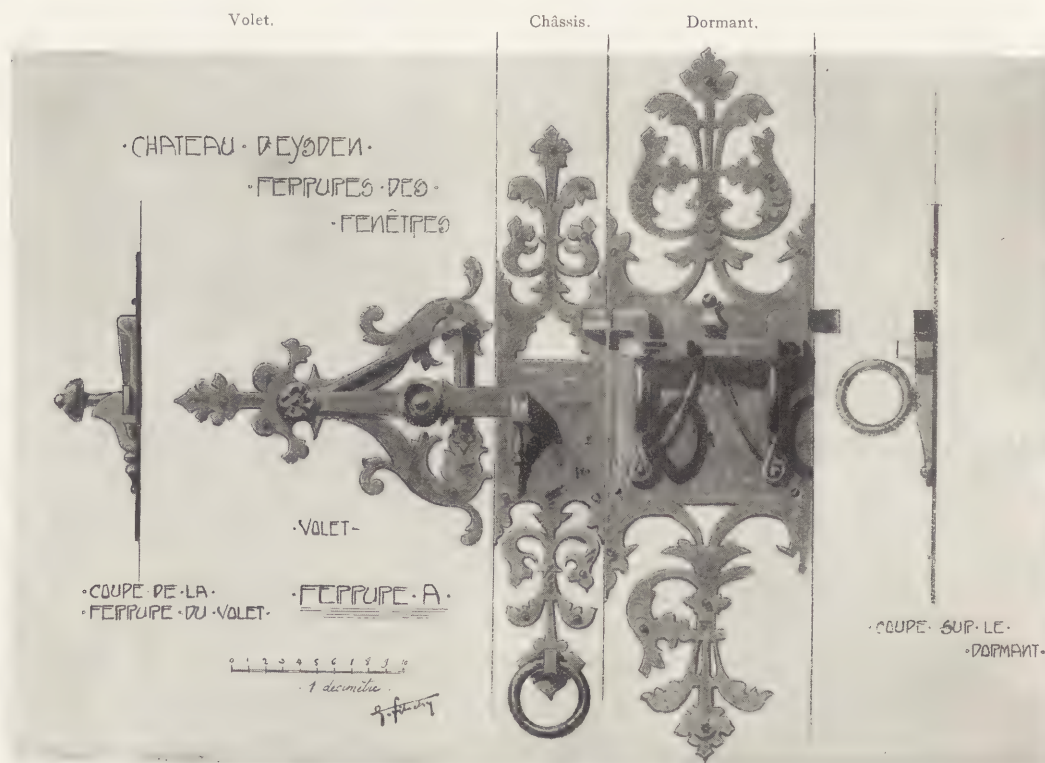 Volet.
Châssis.
Dormant.
·CHATEAU·D'EYSDEN·
·FERRURES·DES·
·FENÊTRES
·VOLET-
·COUPE·DE·LA·
·FERRURE·DU·VOLET·
·FERRURE·A·
0 1 2 3 4 5 6 7 8 9 10
·1 décimètre·
·COUPE·SUR·LE·
·DORMANT·